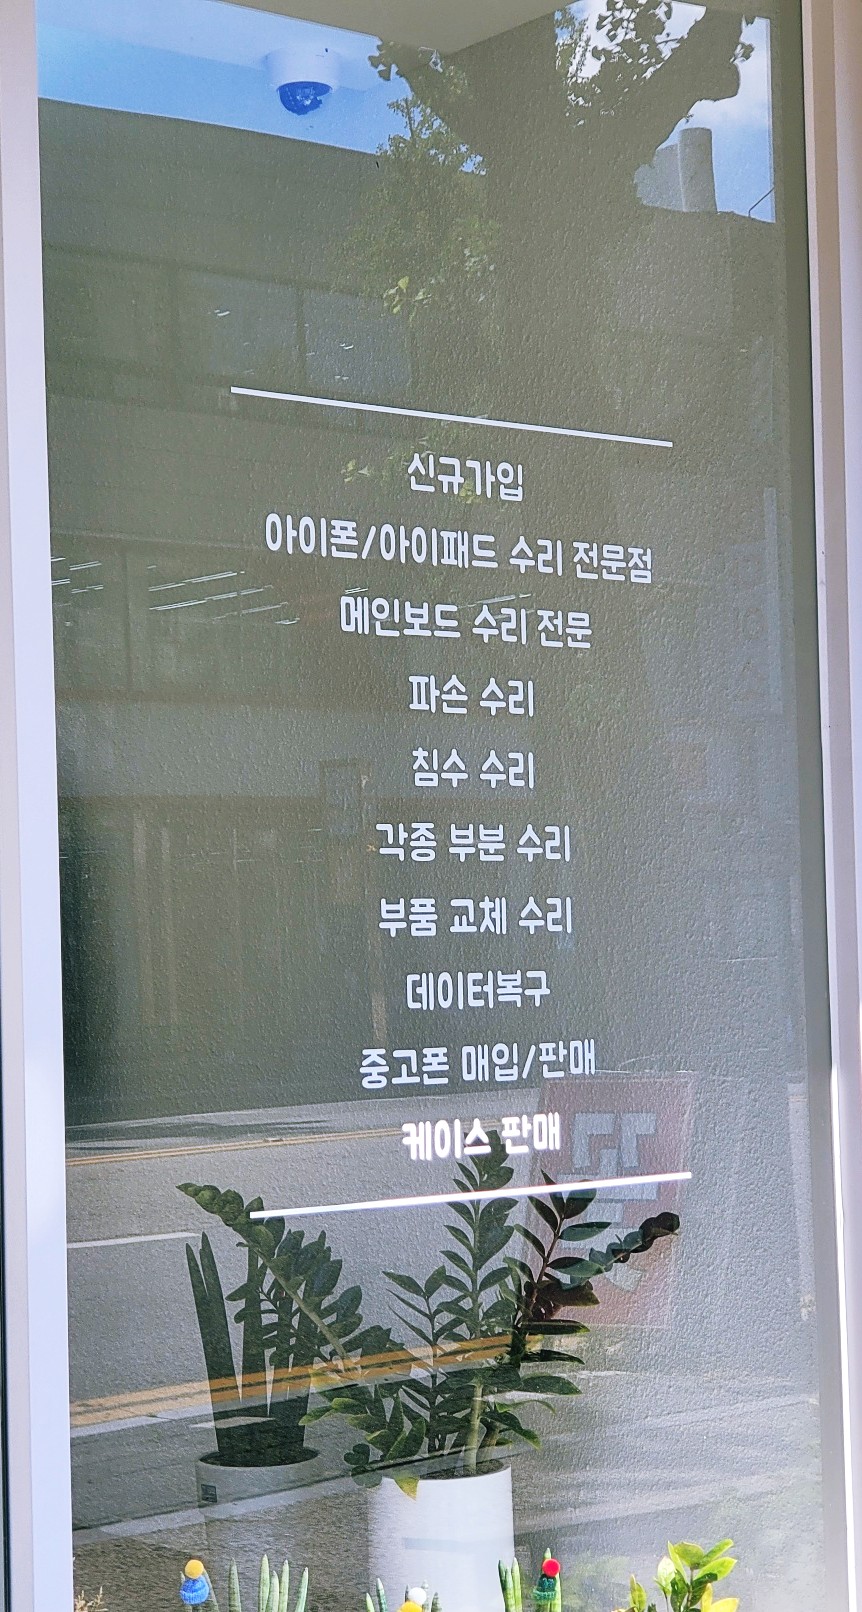 신규가입
아이폰/아이패드 수리 전문점
메인보드 수리 전문
파손 수리
침수 수리
각종 부분 수리
부품 교체 수리
데이터복구
중고폰 매입/판매
케이스 판매